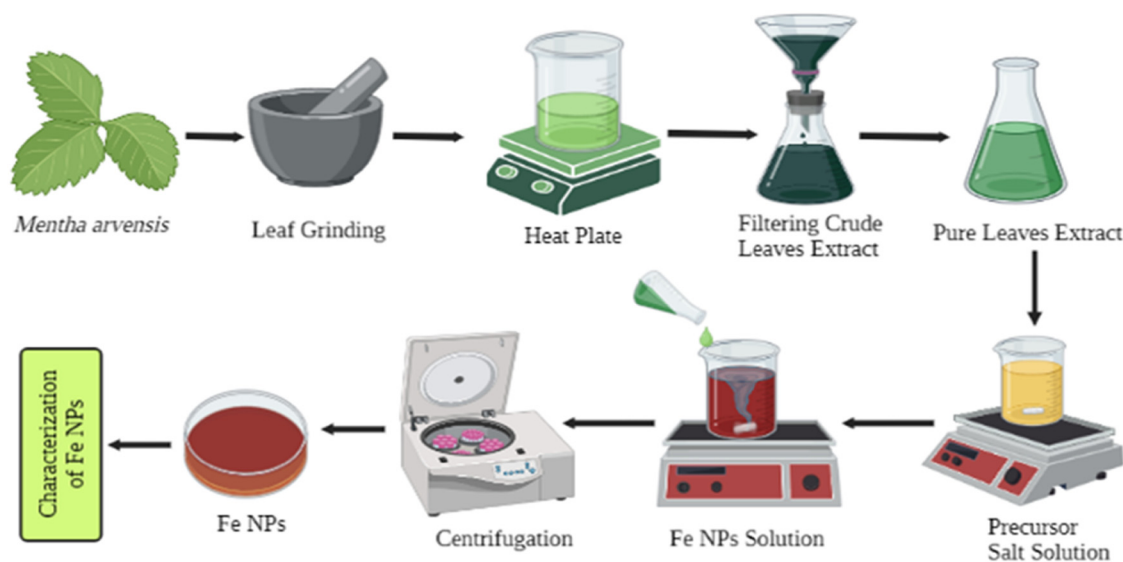 Mentha arvensis
Leaf Grinding
Heat Plate
Filtering Crude
Leaves Extract
Pure Leaves Extract
Precursor
Salt Solution
Fe NPs Solution
Centrifugation
Fe NPs
Characterization
of Fe NPs